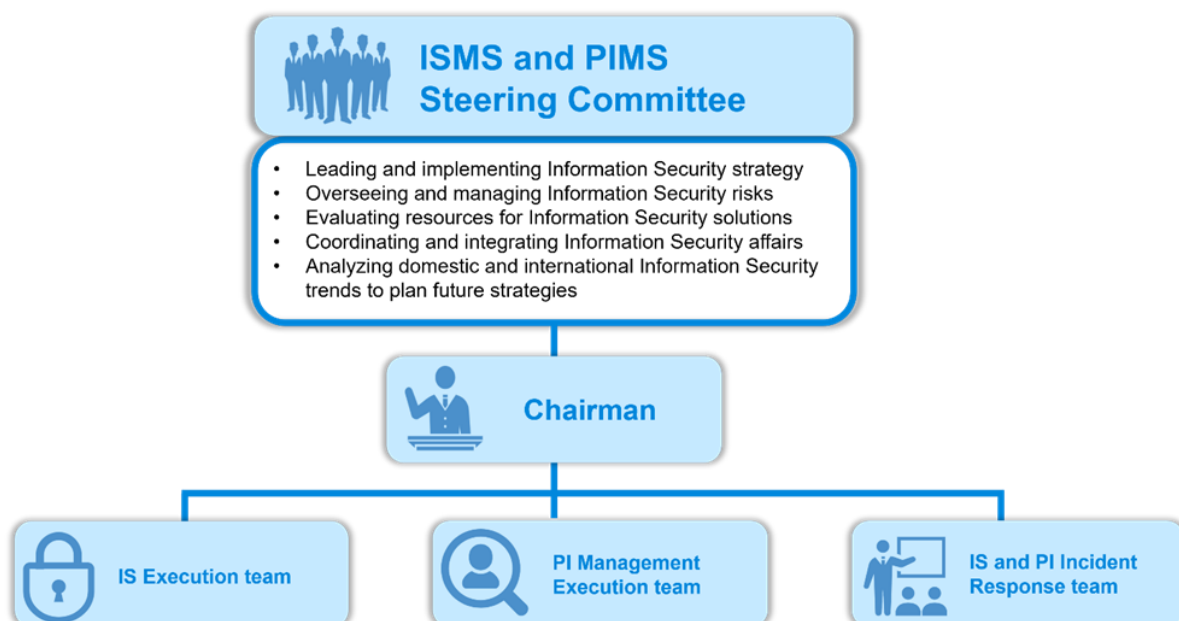 ISMS and PIMS
Steering Committee
• Leading and implementing Information Security strategy
• Overseeing and managing Information Security risks
• Evaluating resources for Information Security solutions
• Coordinating and integrating Information Security affairs
• Analyzing domestic and international Information Security
trends to plan future strategies
Chairman
IS Execution team
PI Management
Execution team
IS and PI Incident
Response team